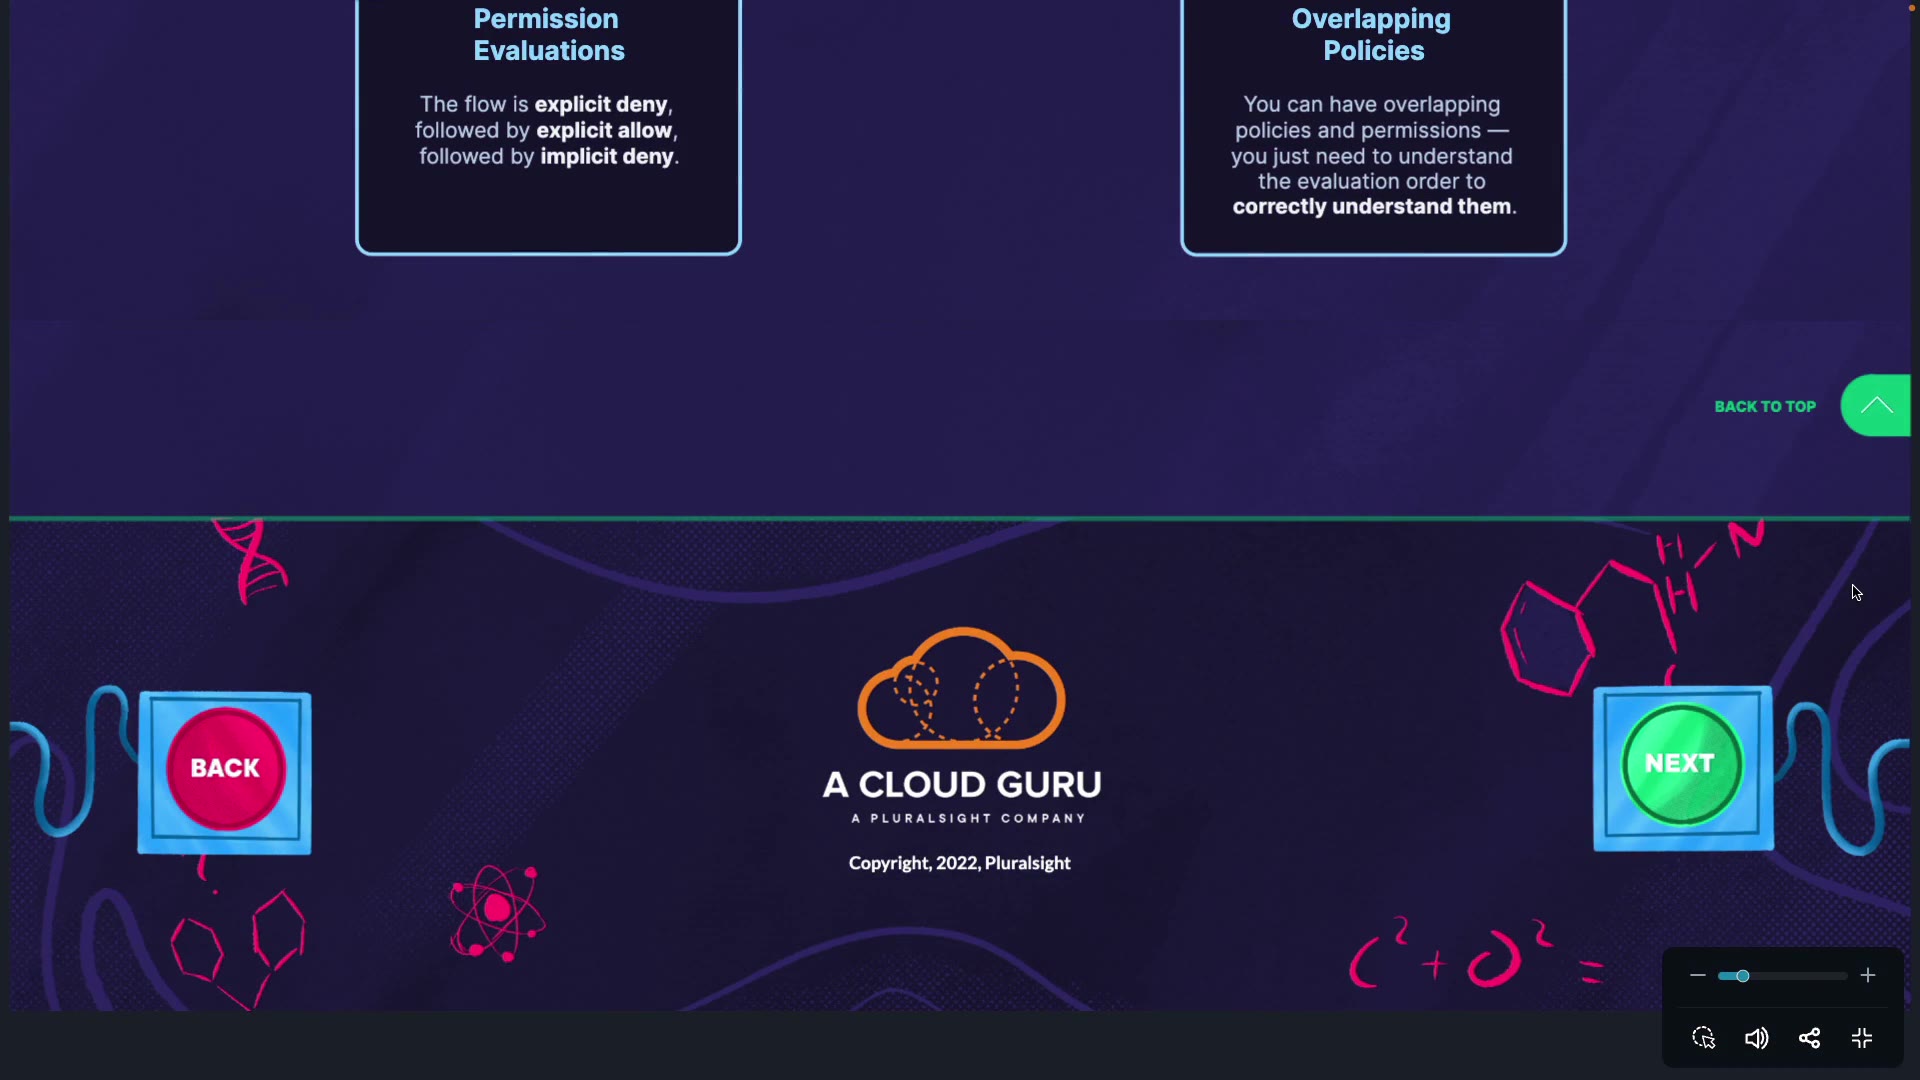 Permission
Evaluations
The flow is explicit deny,
followed by explicit allow,
followed by implicit deny.
Overlapping
Policies
You can have overlapping
policies and permissions —
you just need to understand
the evaluation order to
correctly understand them.
BACK TO TOP
H
N
H
BACK
NEXT
A CLOUD GURU
A PLURALSIGHT COMPANY
Copyright, 2022, Pluralsight
C² + O² =